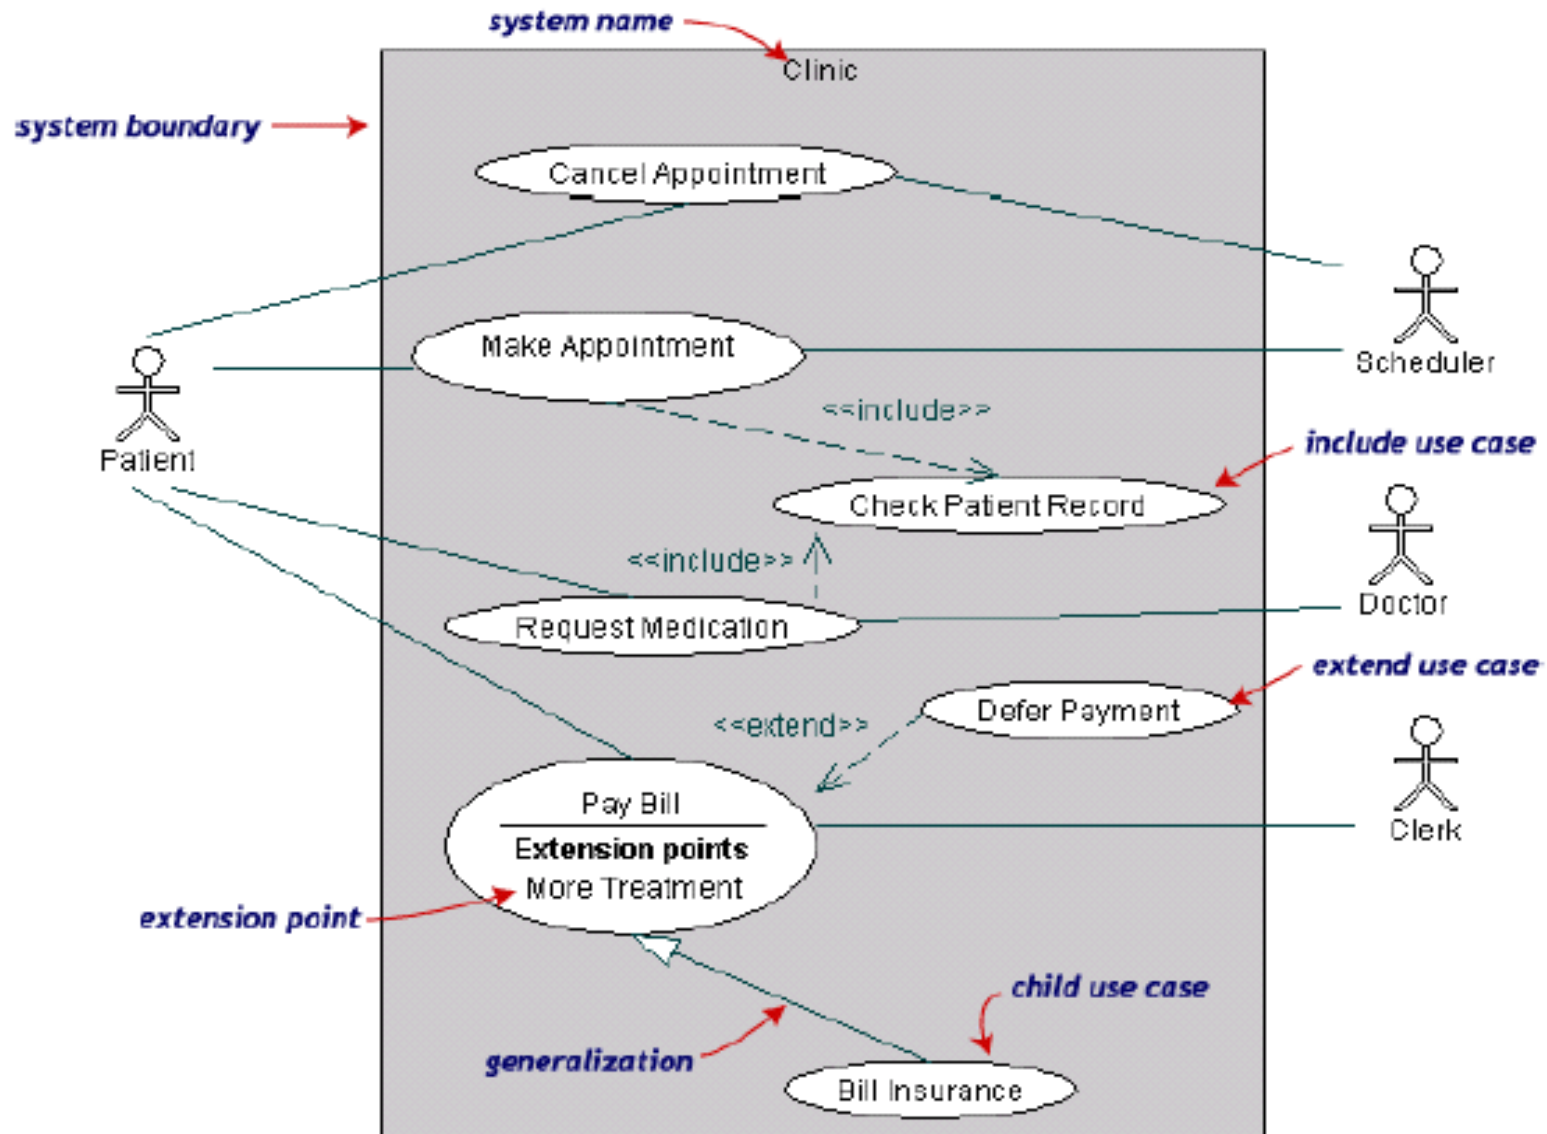 system name
Clinic
system boundary
Cancel Appointment
Make Appointment
Scheduler
<<include>>
include use case
Patient
Check Patient Record
<<include>>
Doctor
Request Medication
extend use case
Defer Payment
<<extend>>
Pay Bill
Clerk
Extension points
More Treatment
extension point
child use case
generalization
Bill Insurance